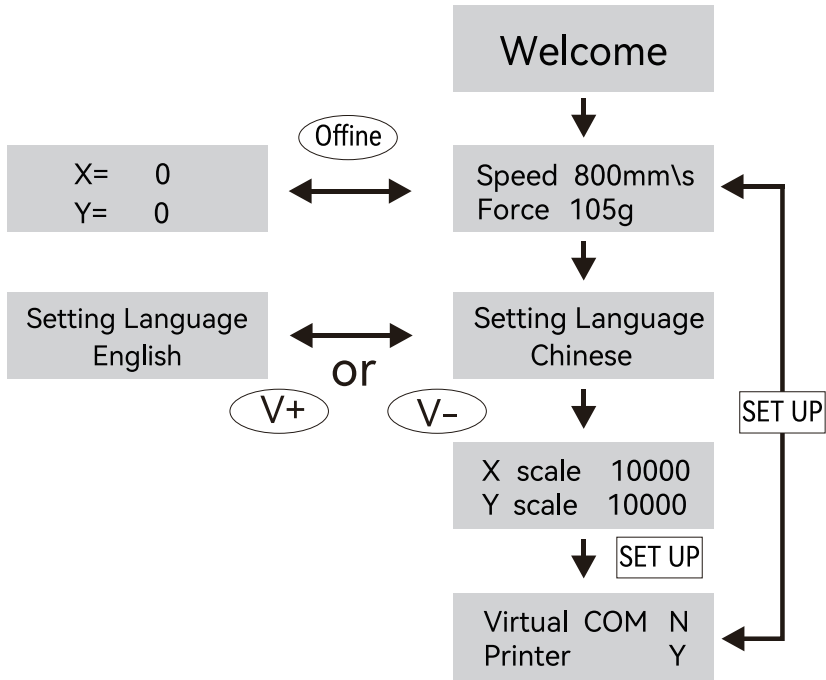 Welcome
Offine
X= 0
Y= 0
Speed 800mm\s
Force 105g
Setting Language
English
or
V+
V-
Setting Language
Chinese
SET UP
X scale 10000
Y scale 10000
SET UP
Virtual COM N
Printer Y